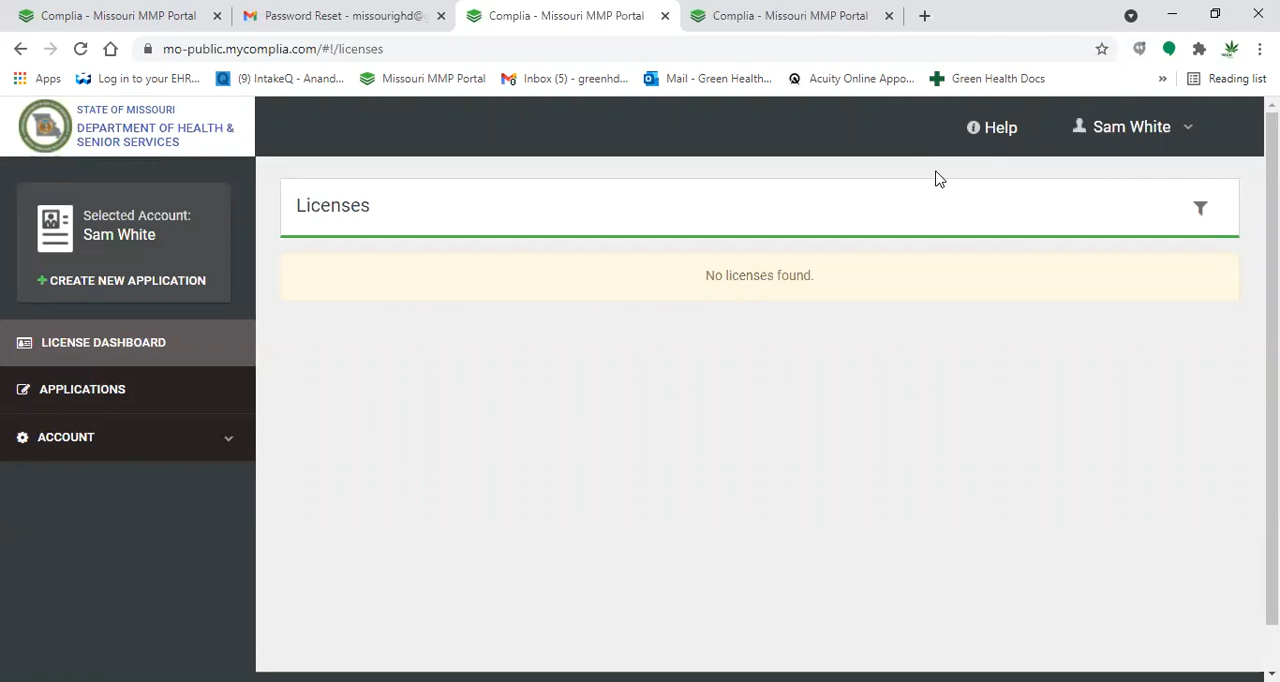 Complia - Missouri MMP Portal
Password Reset - missourighd@g
Complia - Missouri MMP Portal
Complia - Missouri MMP Portal
mo-public.mycomplia.com/#!/licenses
Apps
Log in to your EHR...
(9) IntakeQ - Anand...
Missouri MMP Portal
Inbox (5) - greenhd...
Mail - Green Health...
Acuity Online Appo...
Green Health Docs
»
Reading list
STATE OF MISSOURI
DEPARTMENT OF HEALTH &
SENIOR SERVICES
Help
Sam White
Selected Account:
Sam White
+CREATE NEW APPLICATION
LICENSE DASHBOARD
APPLICATIONS
ACCOUNT
Licenses
No licenses found.